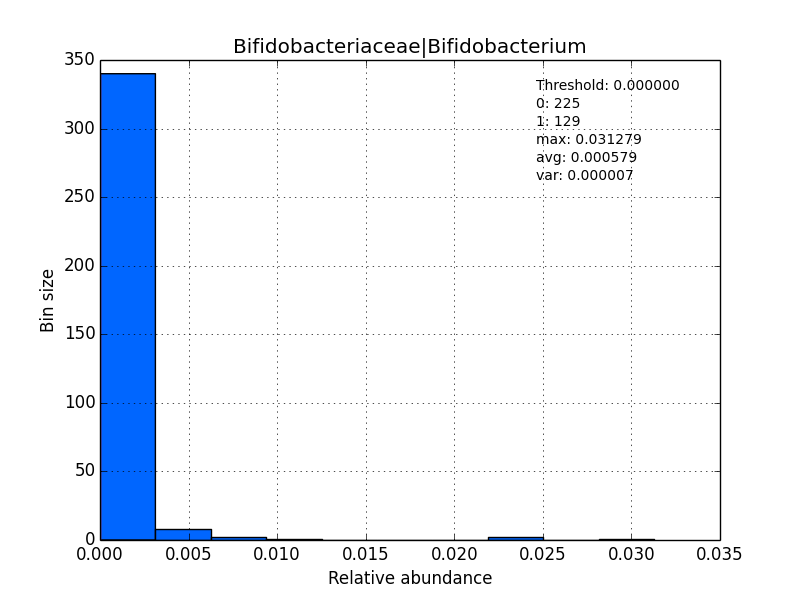 Bifidobacteriaceae|Bifidobacterium
350
300
250
200
150
100
50
0
Bin size
Threshold: 0.000000
0: 225
1: 129
max: 0.031279
avg: 0.000579
var: 0.000007
0.000 0.005 0.010 0.015 0.020 0.025 0.030 0.035
Relative abundance